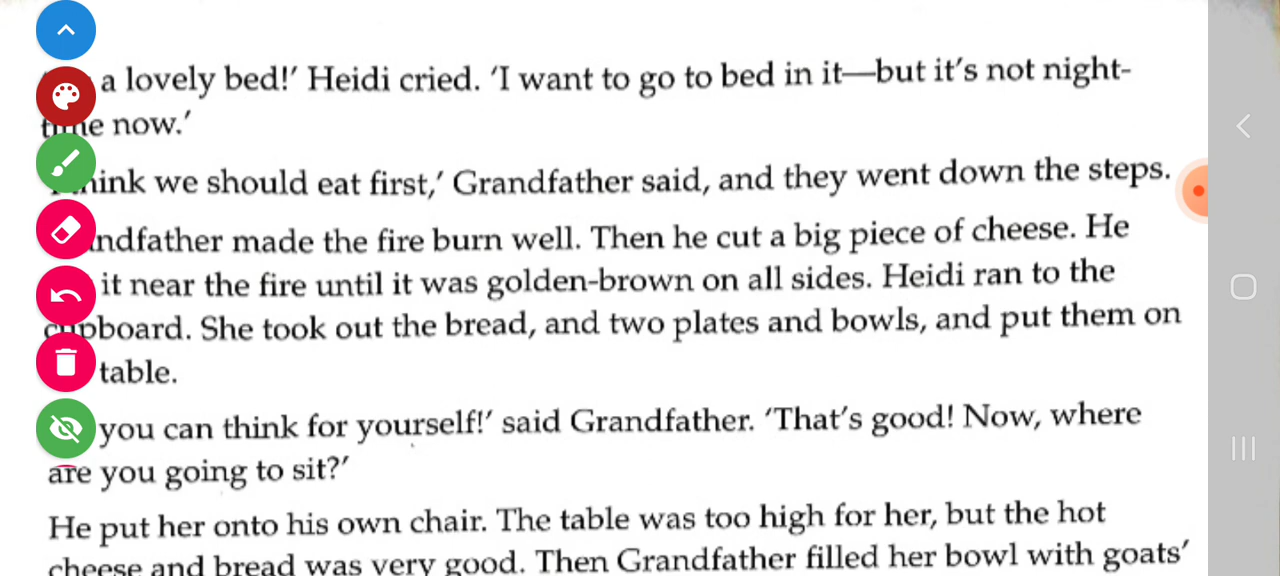 a lovely bed!’ Heidi cried. ‘I want to go to bed in it—but it’s not night-
time now.’
think we should eat first,’ Grandfather said, and they went down the steps.
Grandfather made the fire burn well. Then he cut a big piece of cheese. He
it near the fire until it was golden-brown on all sides. Heidi ran to the
cupboard. She took out the bread, and two plates and bowls, and put them on
table.
you can think for yourself!’ said Grandfather. ‘That’s good! Now, where
are you going to sit?’
He put her onto his own chair. The table was too high for her, but the hot
cheese and bread was very good. Then Grandfather filled her bowl with goats’